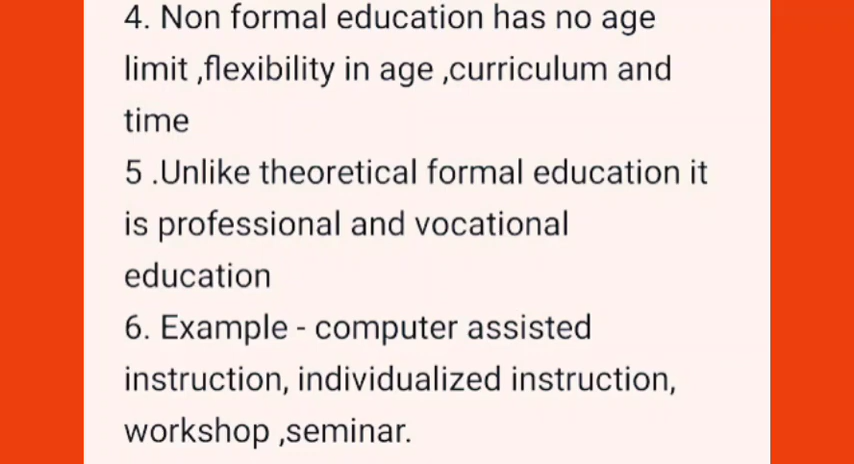 4. Non formal education has no age
limit ,flexibility in age ,curriculum and
time
5 .Unlike theoretical formal education it
is professional and vocational
education
6. Example - computer assisted
instruction, individualized instruction,
workshop ,seminar.